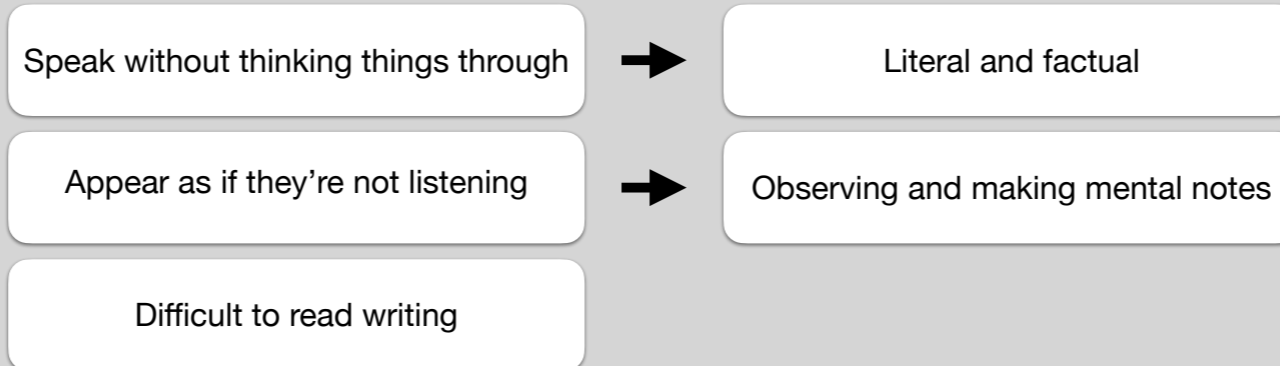 Speak without thinking things through
Literal and factual
Appear as if they’re not listening
Observing and making mental notes
Difficult to read writing